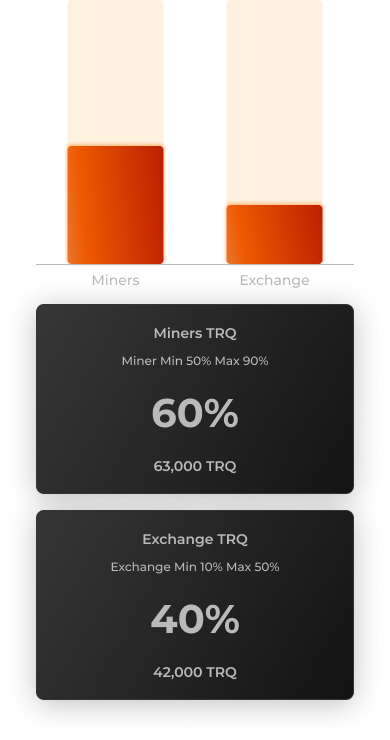 Miners
Exchange
Miners TRQ
Miner Min 50% Max 90%
60%
63,000 TRQ
Exchange TRQ
Exchange Min 10% Max 50%
40%
42,000 TRQ